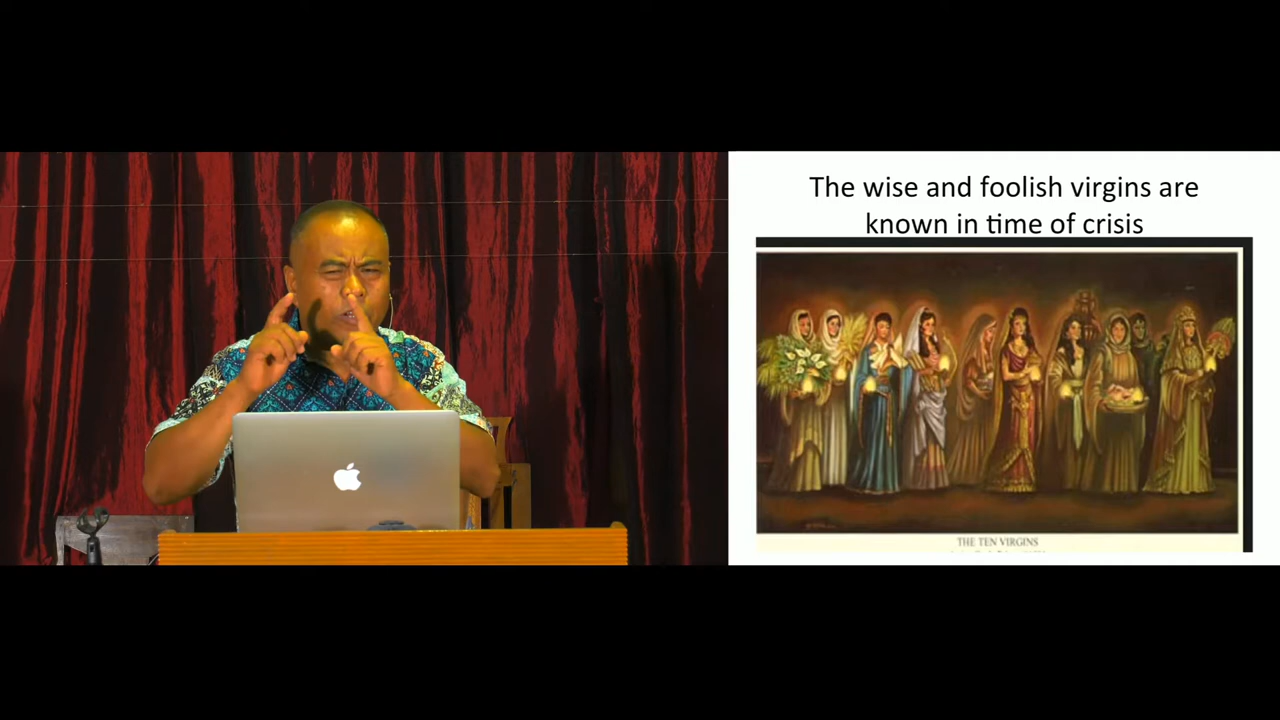 The wise and foolish virgins are
known in time of crisis
THE TEN VIRGINS